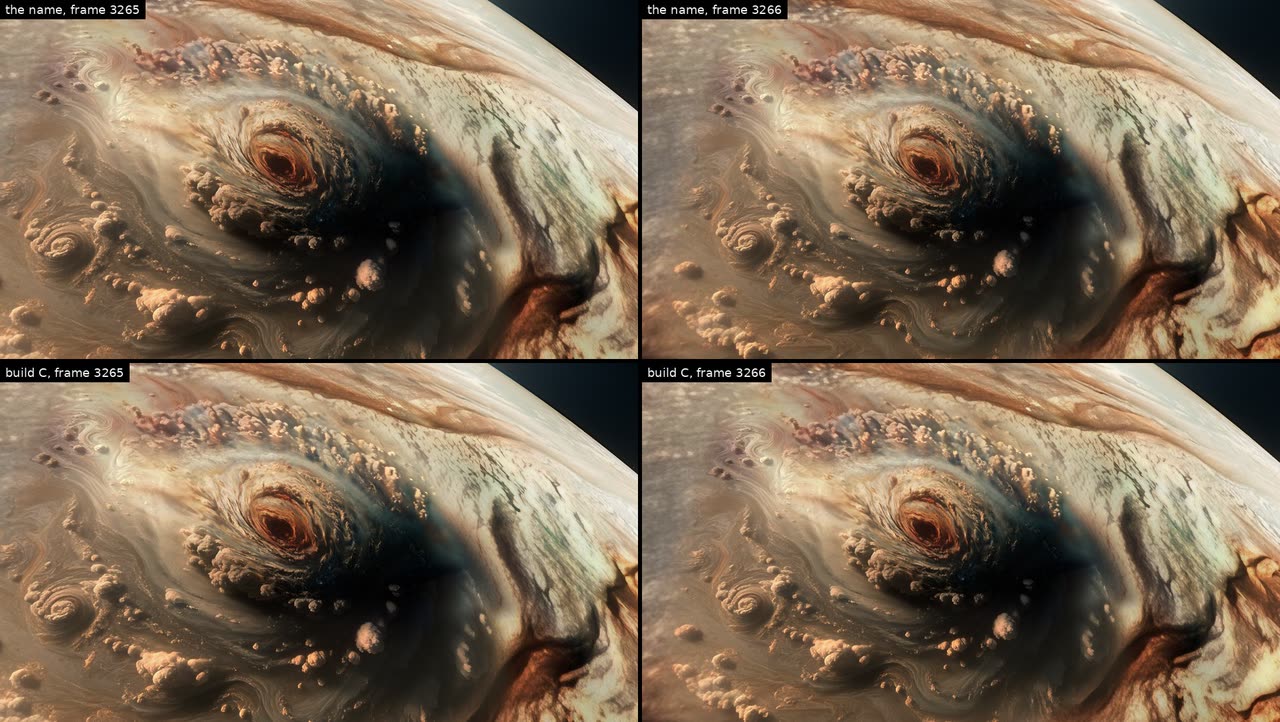 the name, frame 3265
the name, frame 3266
build C, frame 3265
build C, frame 3266